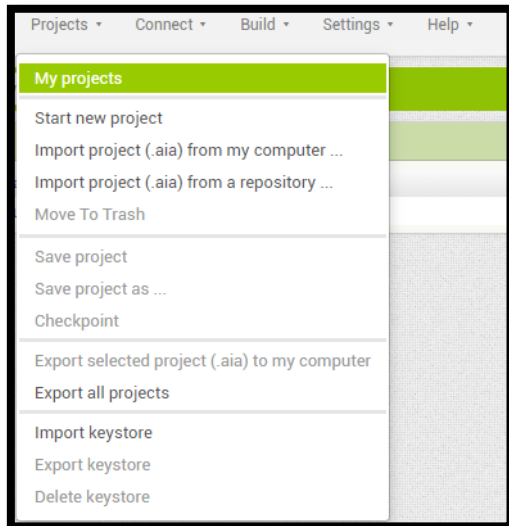 Projects Connect Build Settings Help
My projects
Start new project
Import project (.aia) from my computer ...
Import project (.aia) from a repository ...
Move To Trash
Save project
Save project as ...
Checkpoint
Export selected project (.aia) to my computer
Export all projects
Import keystore
Export keystore
Delete keystore